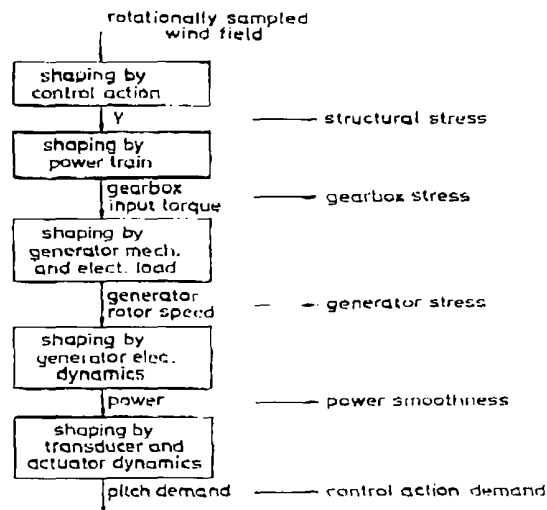 rotationally sampled
wind field
shaping by
control action
Y
structural stress
shaping by
power train
gearbox
input torque
gearbox stress
shaping by
generator mech.
and elect. load
generator
rotor speed
generator stress
shaping by
generator elec.
dynamics
power
power smoothness
shaping by
transducer and
actuator dynamics
pitch demand
control action demand